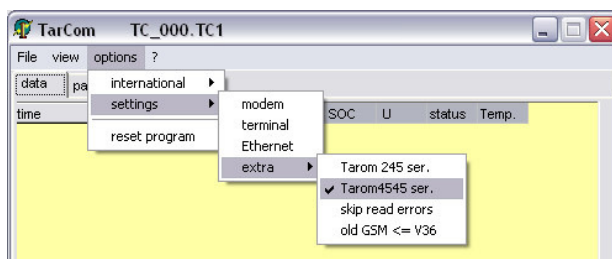 TarCom TC_000.TC1
File view options ?
data pa
international
settings
reset program
modem
terminal
Ethernet
extra
Tarom 245 ser.
Tarom4545 ser.
skip read errors
old GSM <= V36
time SOC U status Temp.